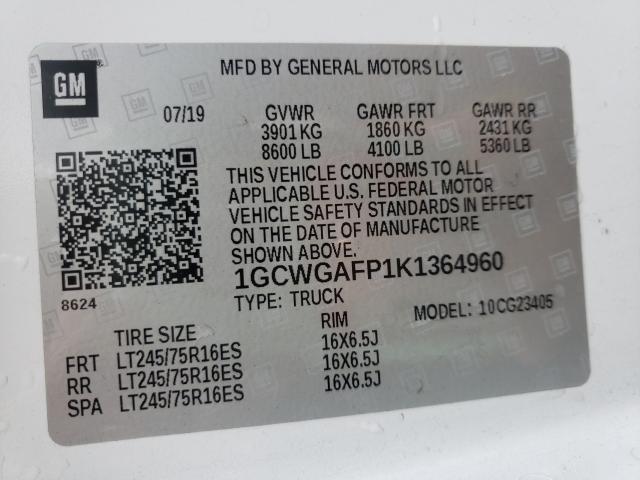 GM
MFD BY GENERAL MOTORS LLC
07/19 GVWR GAWR FRT GAWR RR
3901 KG 1860 KG 2431 KG
8600 LB 4100 LB 5360 LB
THIS VEHICLE CONFORMS TO ALL
APPLICABLE U.S. FEDERAL MOTOR
VEHICLE SAFETY STANDARDS IN EFFECT
ON THE DATE OF MANUFACTURE
SHOWN ABOVE.
1GCWGAFP1K1364960
8624
TYPE: TRUCK MODEL: 10CG23405
TIRE SIZE RIM
FRT LT245/75R16ES 16X6.5J
RR LT245/75R16ES 16X6.5J
SPA LT245/75R16ES 16X6.5J